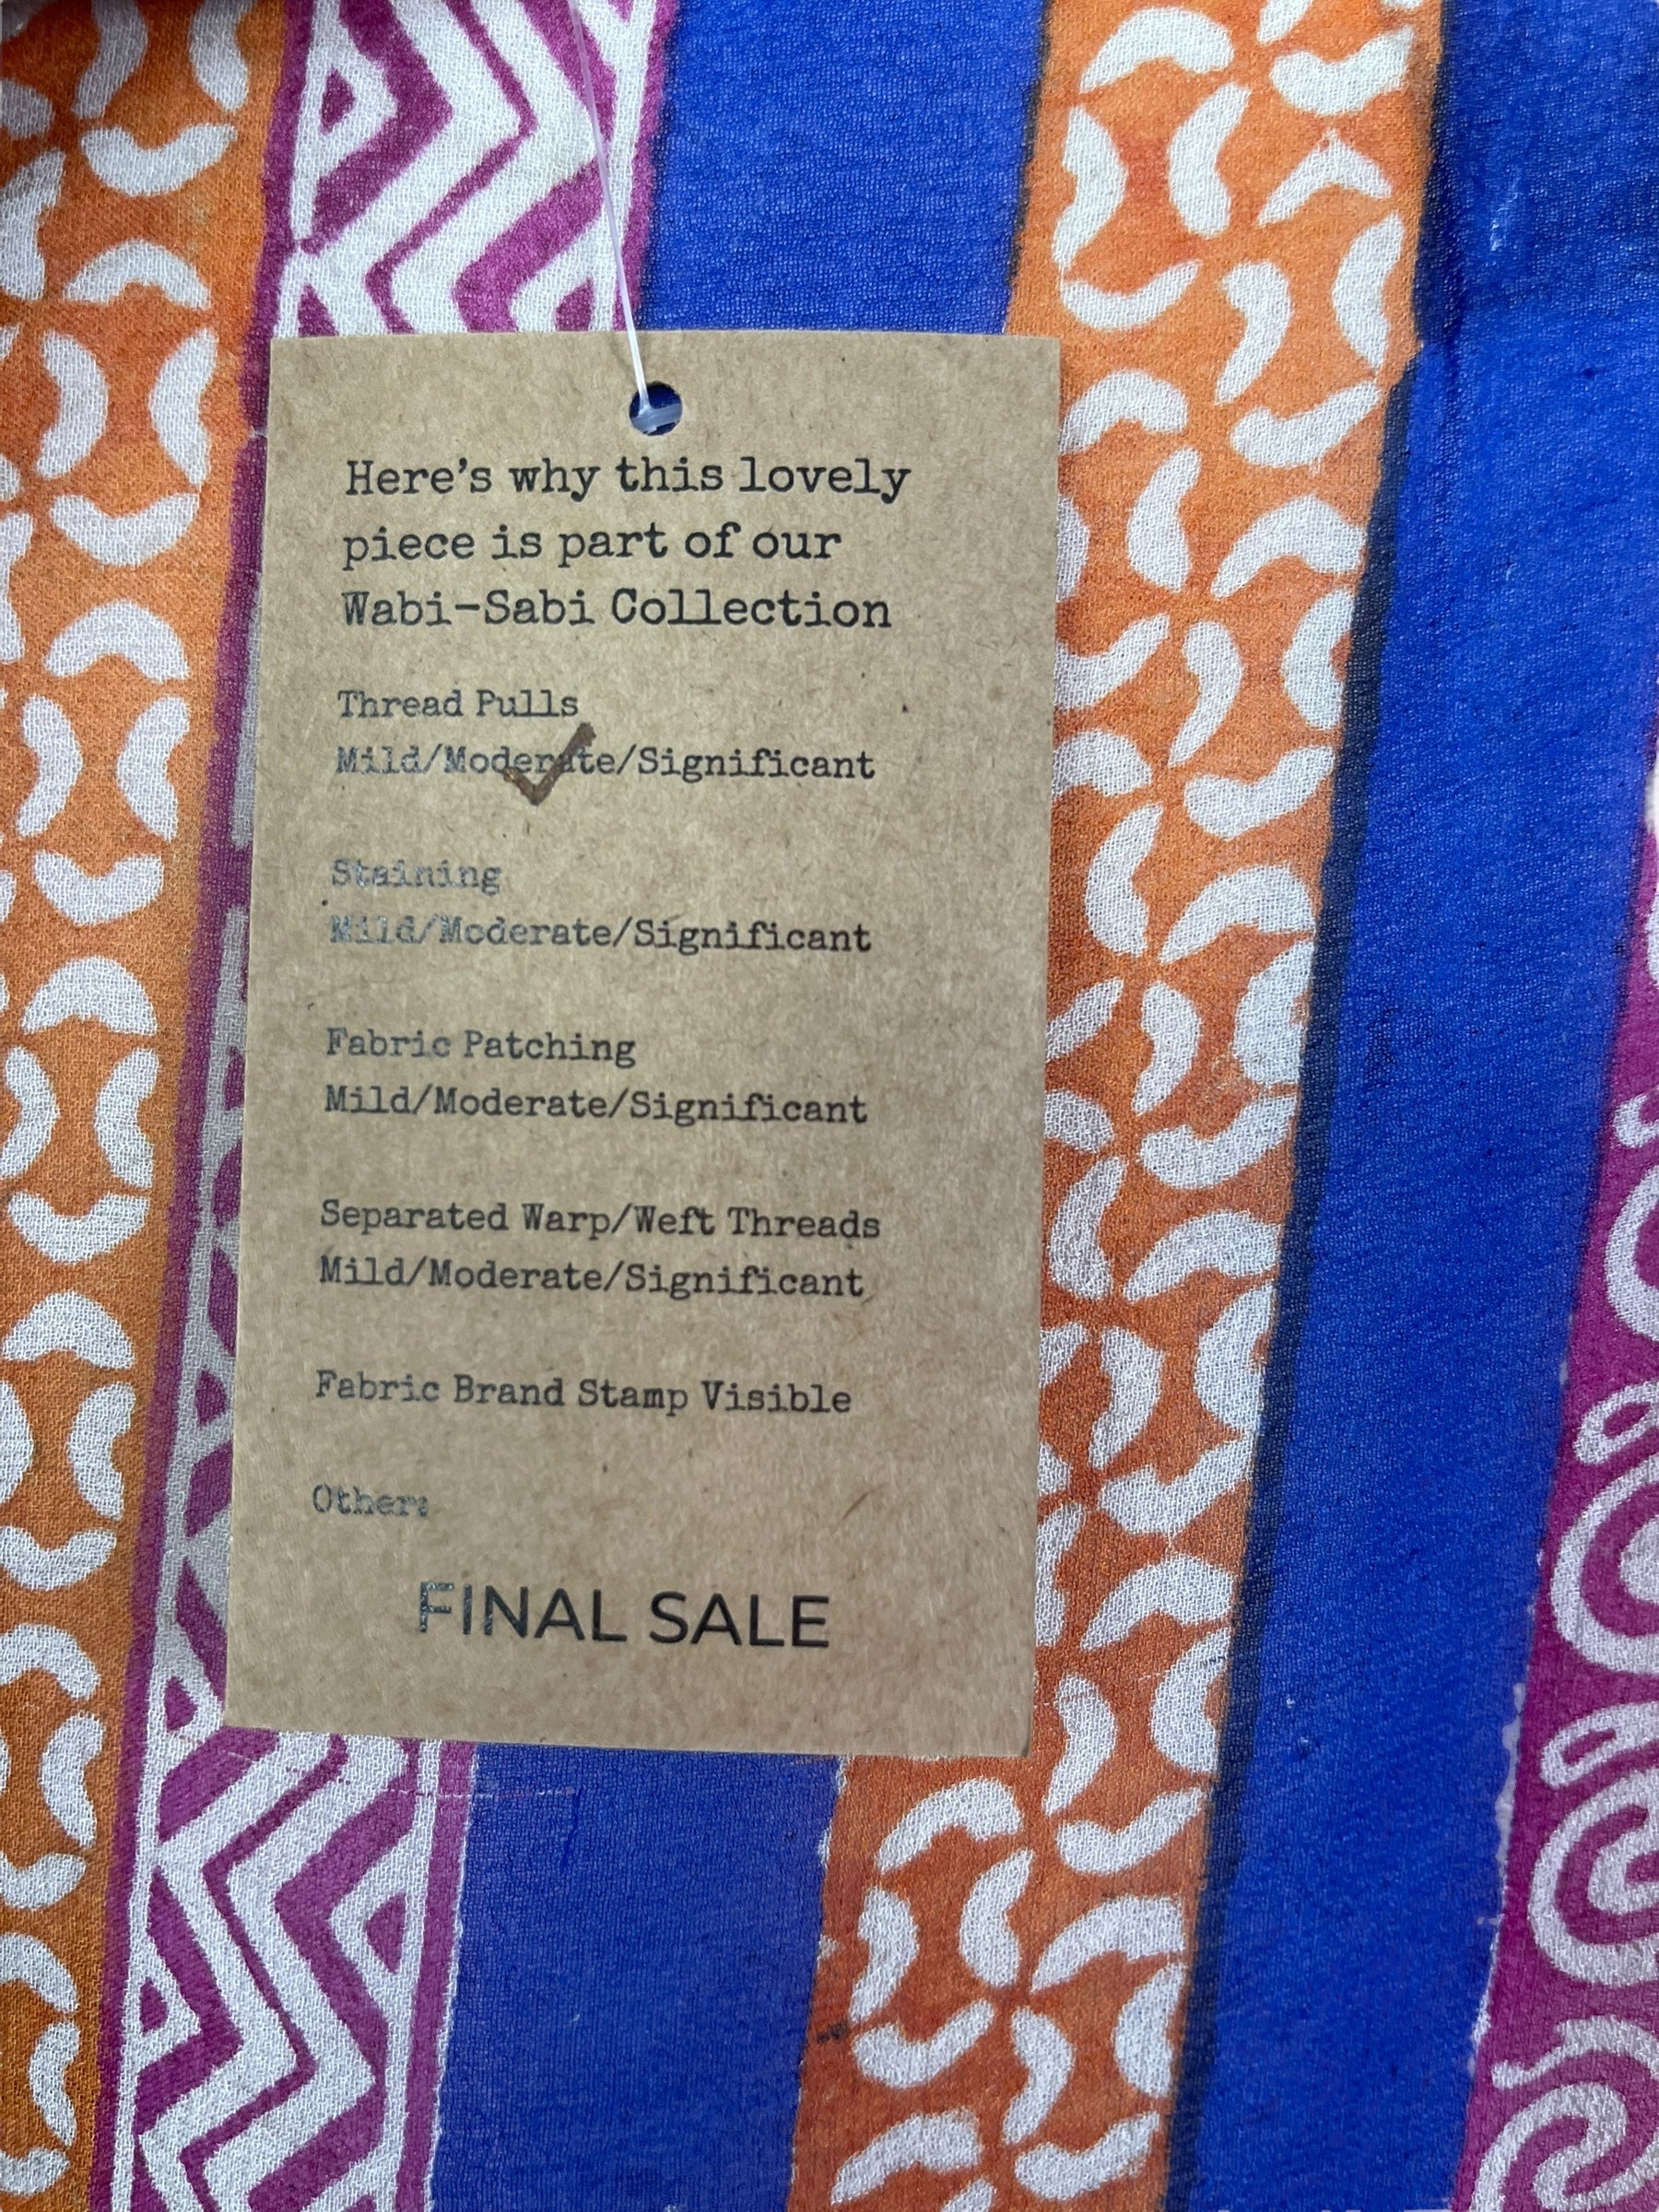 Here's why this lovely
piece is part of our
Wabi-Sabi Collection
Thread Pulls
Mild/Moderate/Significant
Staining
Mild/Moderate/Significant
Fabric Patching
Mild/Moderate/Significant
Separated Warp/Weft Threads
Mild/Moderate/Significant
Fabric Brand Stamp Visible
Other:
FINAL SALE